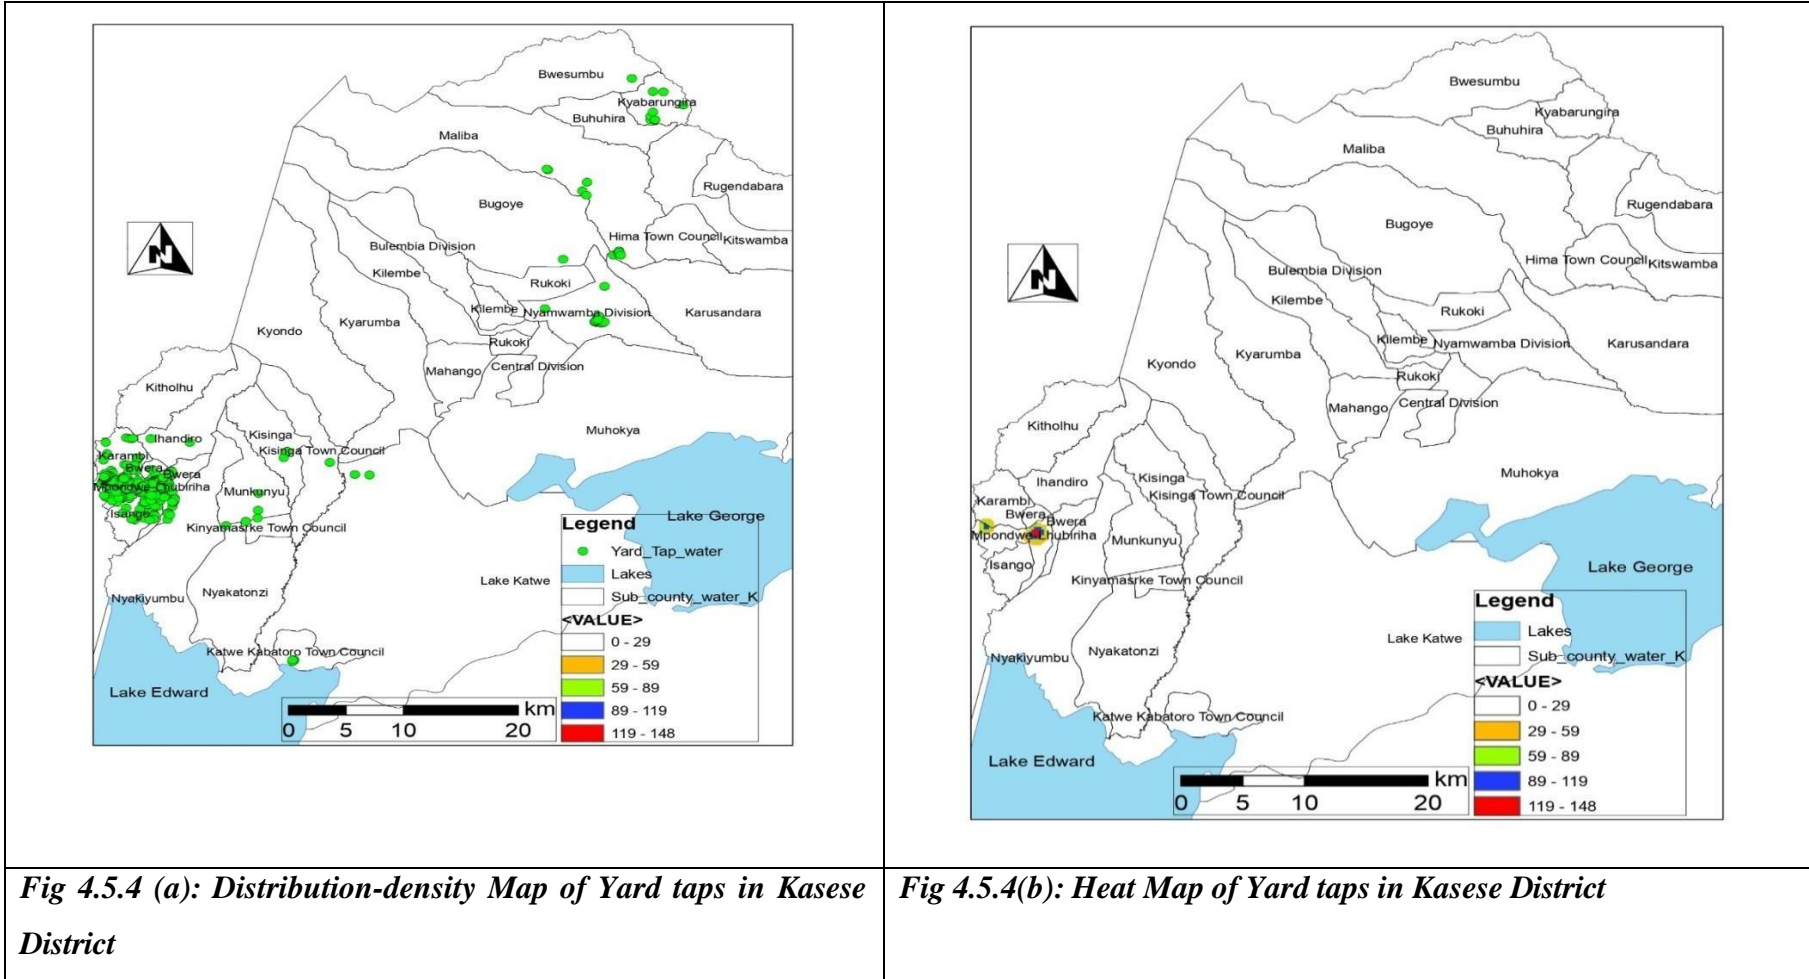 Bwesumbu
Kyabarungira
Buhuhira
Maliba
Rugendabara
Bugoye
N
Hima Town Council
Kitswamba
Bulembia Division
Kilembe
Rukoki
Kilembe
Nyamwamba Division
Karusandara
Kyondo
Kyarumba
Rukoki
Mahango
Central Division
Kitholhu
Muhokya
Ihandiro
Kisinga
Kisinga Town Council
Karambi
Bwera
Bwera
Mpondwe-Lhubiriha
Munkunyu
Isango
Kinyamasrke Town Council
Lake George
Lake Katwe
Nyakiyumbu
Nyakatonzi
Katwe Kabatoro Town Council
Lake Edward
km
0 5 10 20
Legend
Yard_Tap_water
Lakes
Sub_county_water_K
<VALUE>
0 - 29
29 - 59
59 - 89
89 - 119
119 - 148
Fig 4.5.4 (a): Distribution-density Map of Yard taps in Kasese
District
Bwesumbu
Kyabarungira
Buhuhira
Maliba
Rugendabara
Bugoye
N
Hima Town Council
Kitswamba
Bulembia Division
Kilembe
Rukoki
Kilembe
Nyamwamba Division
Karusandara
Kyondo
Kyarumba
Rukoki
Mahango
Central Division
Kitholhu
Muhokya
Ihandiro
Kisinga
Kisinga Town Council
Karambi
Bwera
Bwera
Mpondwe-Lhubiriha
Munkunyu
Isango
Kinyamasrke Town Council
Lake George
Lake Katwe
Nyakiyumbu
Nyakatonzi
Katwe Kabatoro Town Council
Lake Edward
km
0 5 10 20
Legend
Lakes
Sub_county_water_K
<VALUE>
0 - 29
29 - 59
59 - 89
89 - 119
119 - 148
Fig 4.5.4(b): Heat Map of Yard taps in Kasese District